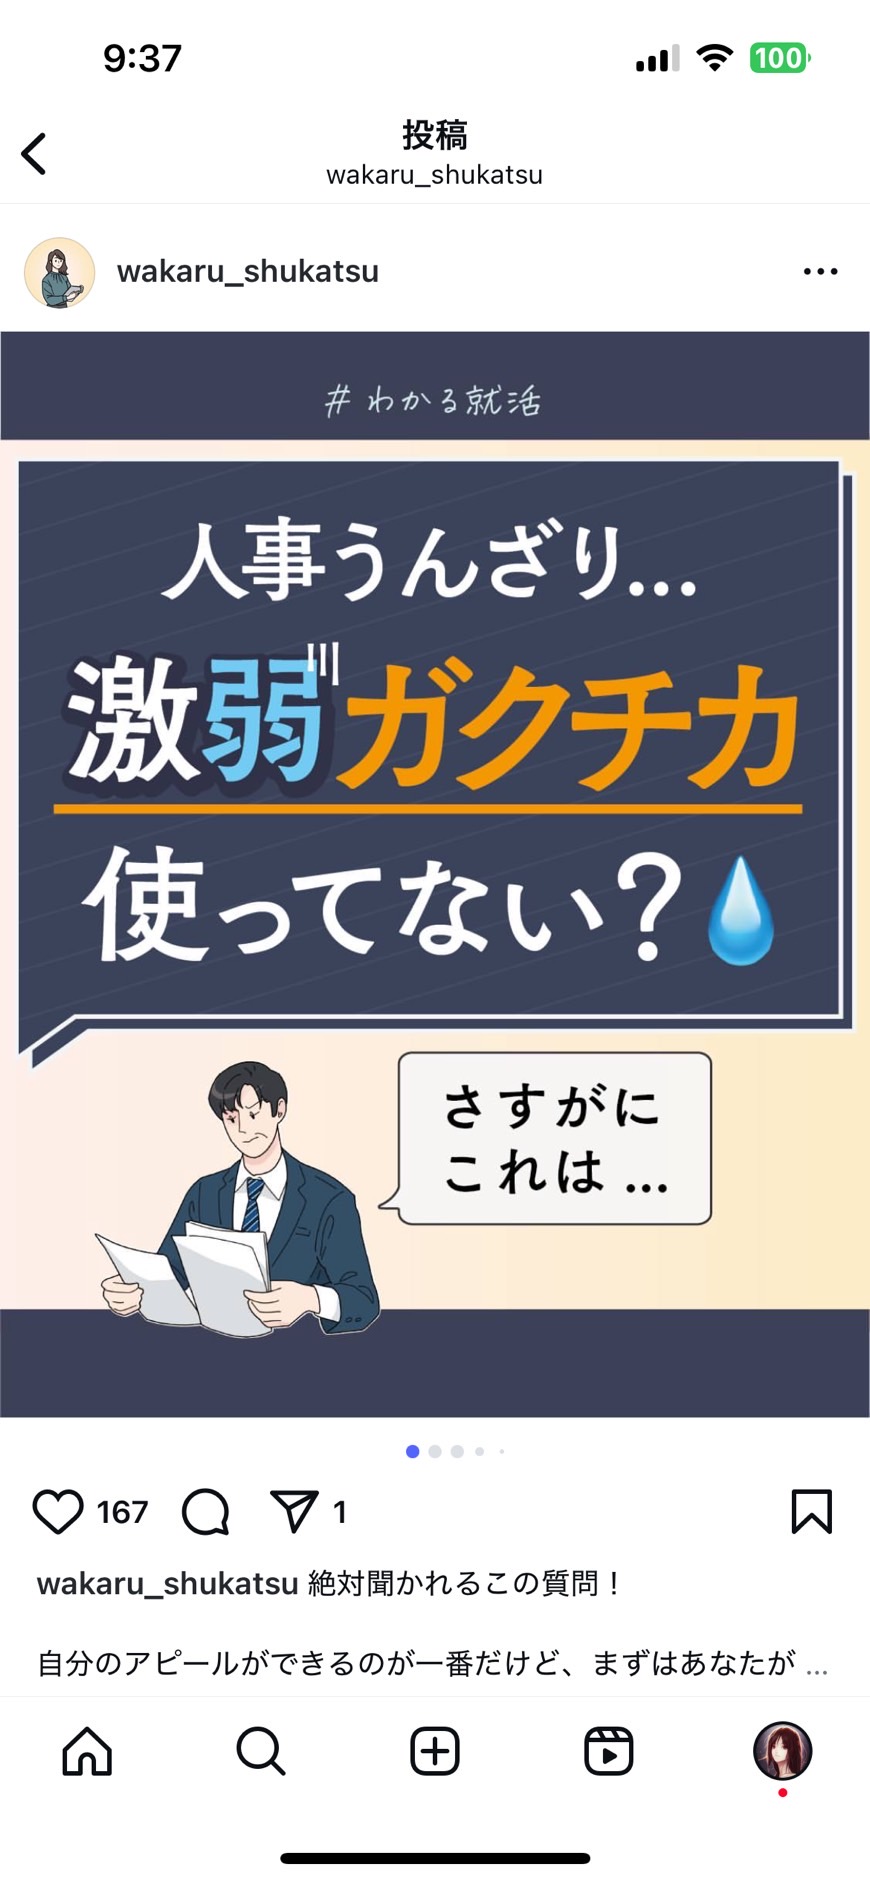 9:37
100
投稿
wakaru_shukatsu
wakaru_shukatsu
# わかる就活
人事うんざり...
激弱ガクチカ
使ってない?
さすがに
これは...
167
1
wakaru_shukatsu 絶対聞かれるこの質問！
自分のアピールができるのが一番だけど、まずはあなたが ...